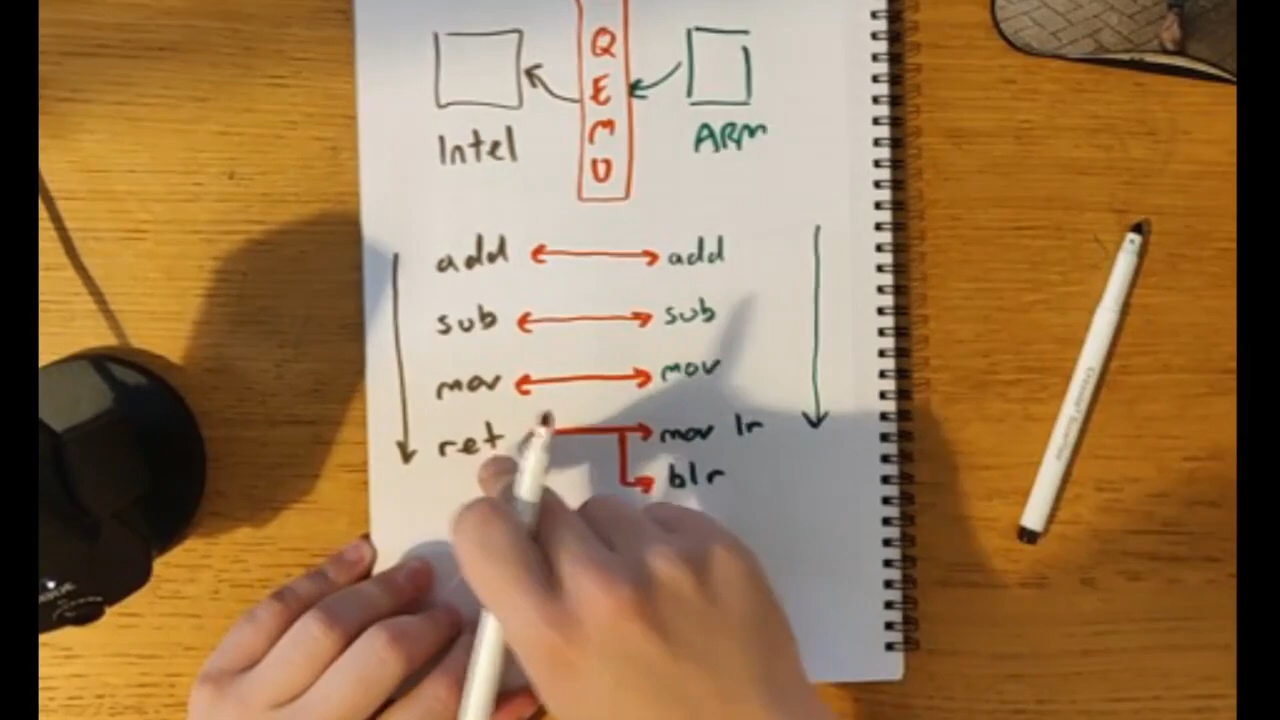 QEMU
Intel
ARM
add add
sub sub
mov mov
ret mov lr
blr